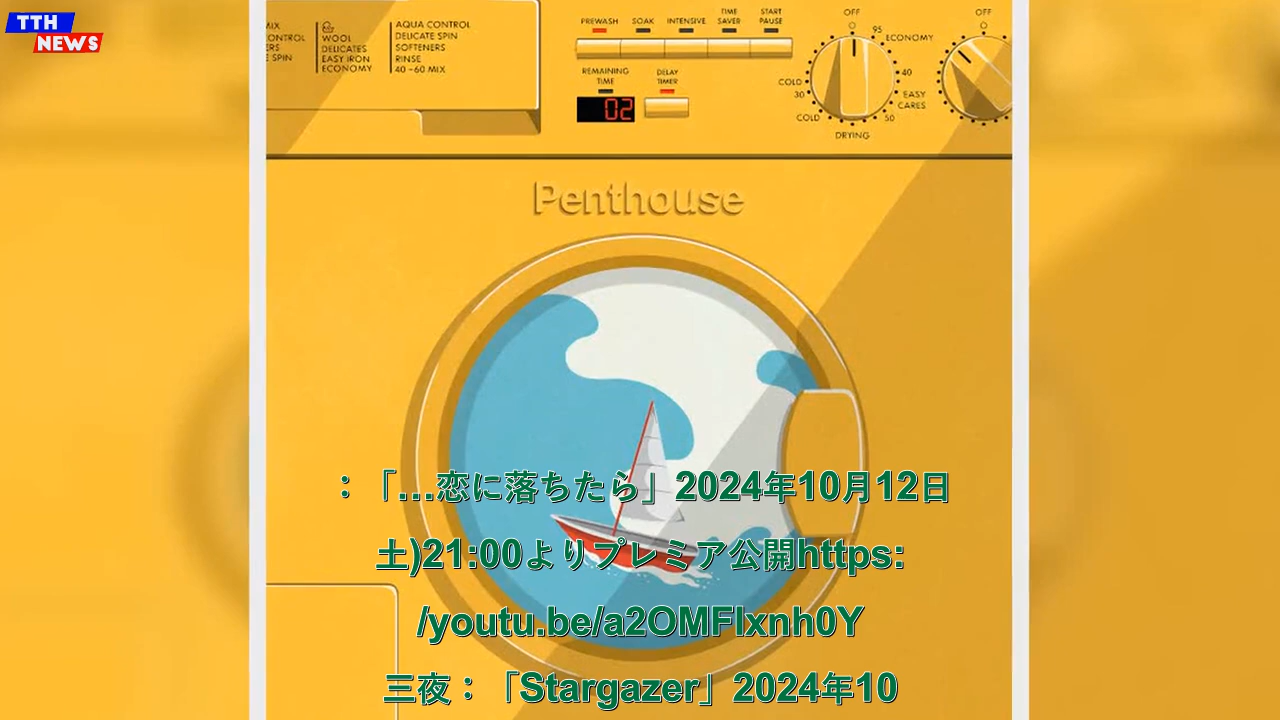 TTH
NEWS
MIX
ONTROL
ERS
E SPIN
WOOL
DELICATES
EASY IRON
ECONOMY
AQUA CONTROL
DELICATE SPIN
SOFTENERS
RINSE
40-60 MIX
PREWASH
SOAK
INTENSIVE
TIME SAVER
START PAUSE
REMAINING TIME
DELAY TIMER
02
OFF
95
ECONOMY
40
EASY CARES
50
DRYING
COLD
30
COLD
OFF
Penthouse
：「…恋に落ちたら」2024年10月12日
土)21:00よりプレミア公開https:
/youtu.be/a2OMFlxnh0Y
三夜：「Stargazer」2024年10